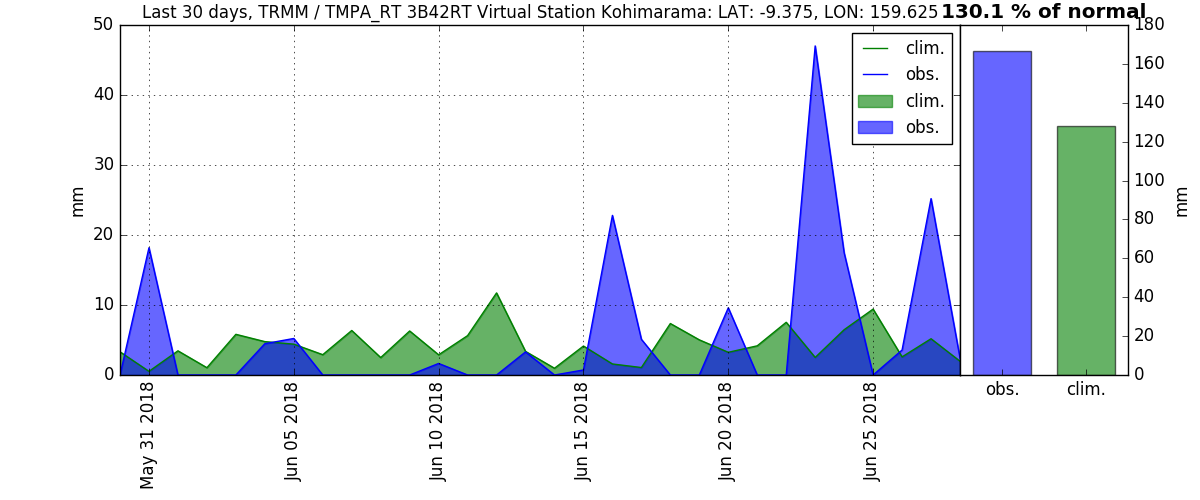 Last 30 days, TRMM / TMPA_RT 3B42RT Virtual Station Kohimarama: LAT: -9.375, LON: 159.625 130.1 % of normal
50
40
30
20
10
0
mm
clim.
obs.
clim.
obs.
May 31 2018
Jun 05 2018
Jun 10 2018
Jun 15 2018
Jun 20 2018
Jun 25 2018
180
160
140
120
100
80
60
40
20
0
mm
obs.
clim.